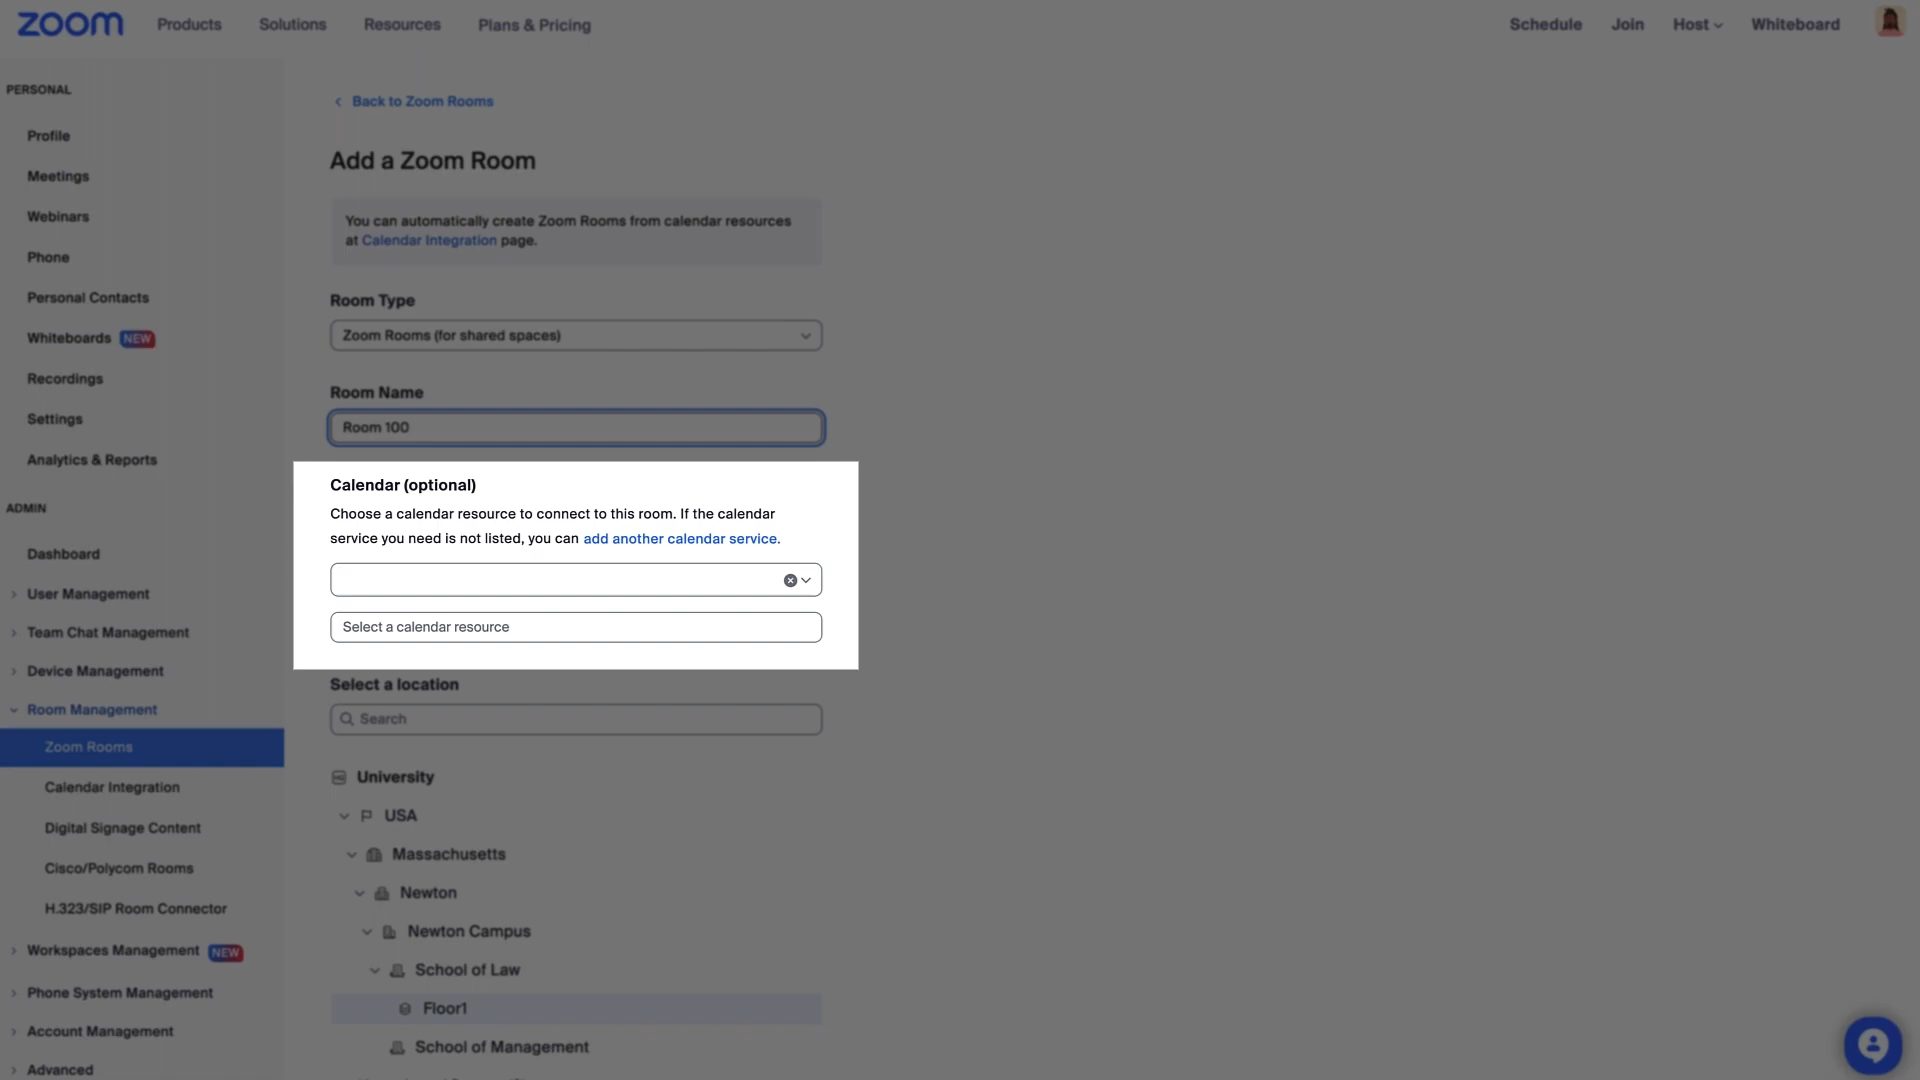 zoom
Products
Solutions
Resources
Plans & Pricing
Schedule
Join
Host
Whiteboard
PERSONAL
Profile
Meetings
Webinars
Phone
Personal Contacts
Whiteboards NEW
Recordings
Settings
Analytics & Reports
ADMIN
Dashboard
User Management
Team Chat Management
Device Management
Room Management
Zoom Rooms
Calendar Integration
Digital Signage Content
Cisco/Polycom Rooms
H.323/SIP Room Connector
Workspaces Management NEW
Phone System Management
Account Management
Advanced
Back to Zoom Rooms
Add a Zoom Room
You can automatically create Zoom Rooms from calendar resources
at Calendar Integration page.
Room Type
Zoom Rooms (for shared spaces)
Room Name
Room 100
Calendar (optional)
Choose a calendar resource to connect to this room. If the calendar
service you need is not listed, you can add another calendar service.
Select a calendar resource
Select a location
Search
University
USA
Massachusetts
Newton
Newton Campus
School of Law
Floor1
School of Management